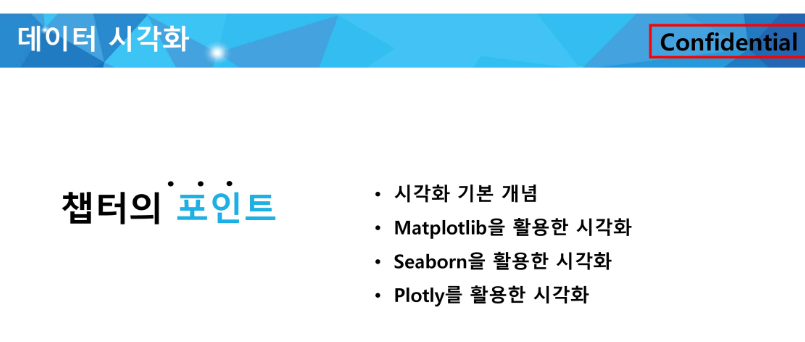 데이터 시각화
Confidential
챕터의 포인트
• 시각화 기본 개념
• Matplotlib을 활용한 시각화
• Seaborn을 활용한 시각화
• Plotly를 활용한 시각화